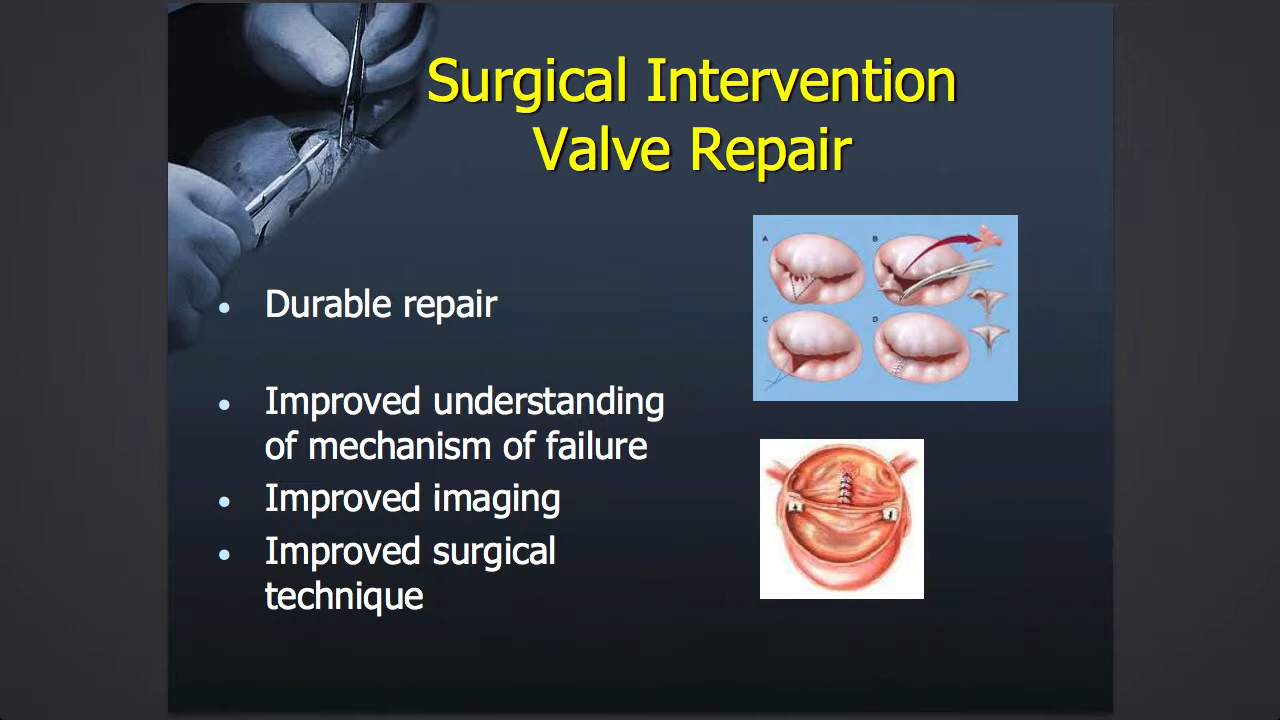 Surgical Intervention
Valve Repair
• Durable repair
• Improved understanding
of mechanism of failure
• Improved imaging
• Improved surgical
technique
A
B
C
D